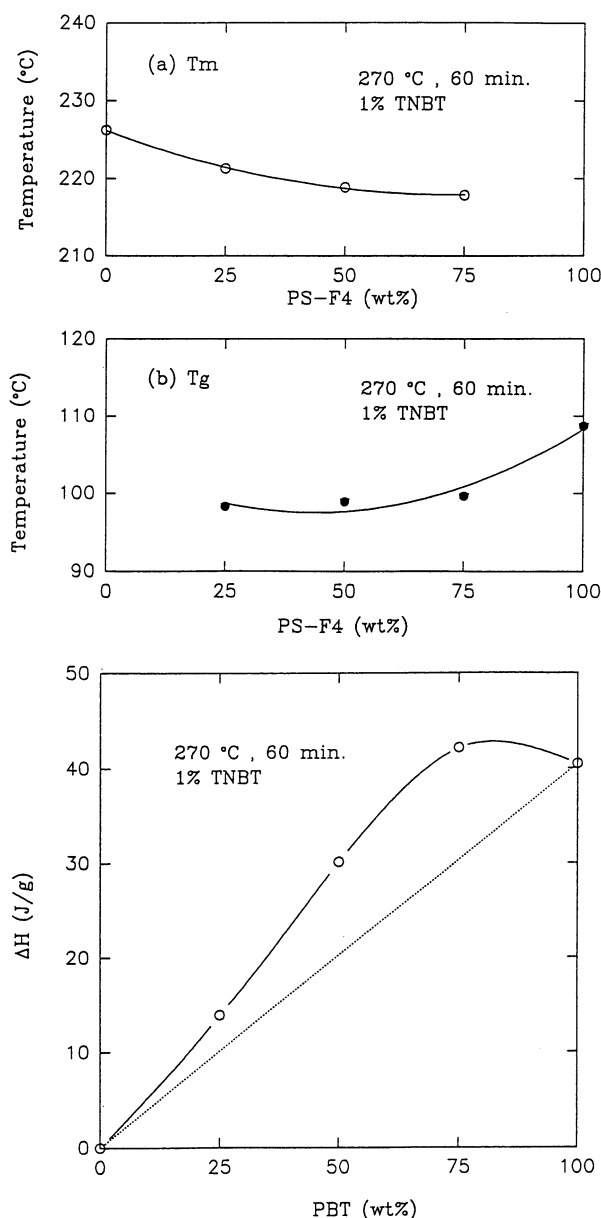 240
(a) Tm
270 °C , 60 min.
1% TNBT
230
220
210
Temperature (°C)
0 25 50 75 100
PS-F4 (wt%)
120
(b) Tg
270 °C , 60 min.
1% TNBT
110
100
90
Temperature (°C)
0 25 50 75 100
PS-F4 (wt%)
50
270 °C , 60 min.
1% TNBT
40
30
20
10
0
ΔH (J/g)
0 25 50 75 100
PBT (wt%)